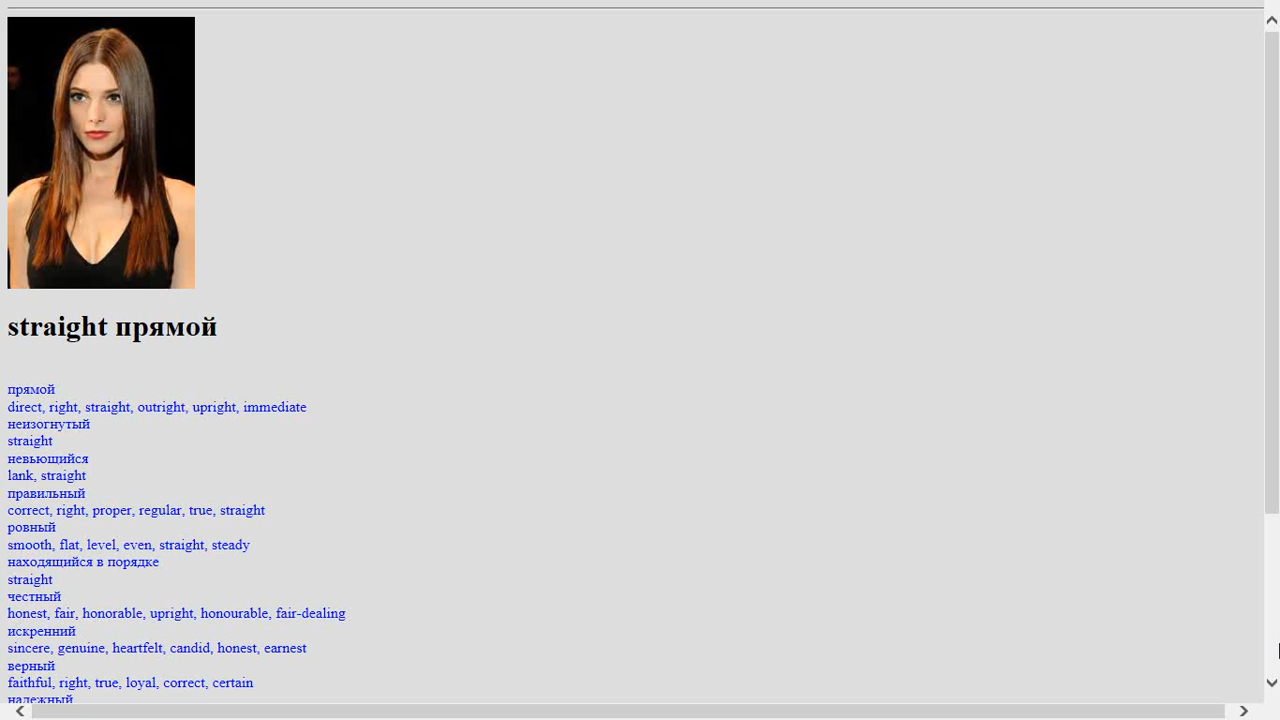 straight прямой
прямой
direct, right, straight, outright, upright, immediate
неизогнутый
straight
невьющийся
lank, straight
правильный
correct, right, proper, regular, true, straight
ровный
smooth, flat, level, even, straight, steady
находящийся в порядке
straight
честный
honest, fair, honorable, upright, honourable, fair-dealing
искренний
sincere, genuine, heartfelt, candid, honest, earnest
верный
faithful, right, true, loyal, correct, certain
надежный